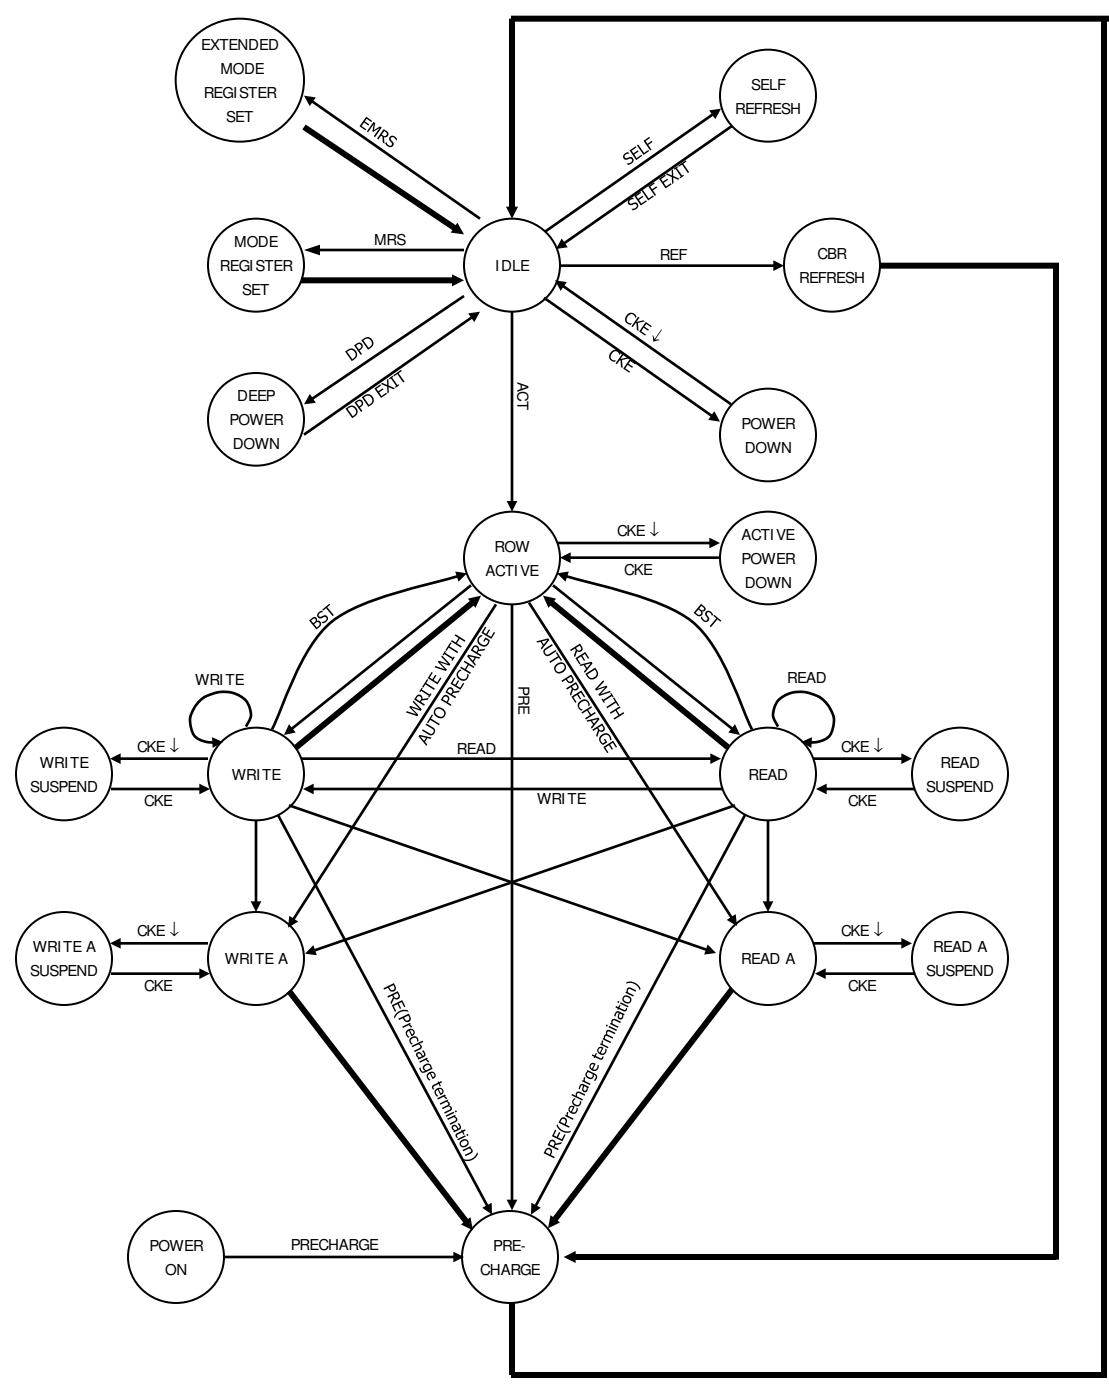 EXTENDED
MODE
REGISTER
SET
EMRS
SELF
REFRESH
SELF
SELF EXIT
MODE
REGISTER
SET
MRS
IDLE
REF
CBR
REFRESH
DPD
DPD EXIT
DEEP
POWER
DOWN
CKE ↓
CKE
POWER
DOWN
ACT
ROW
ACTIVE
CKE ↓
CKE
ACTIVE
POWER
DOWN
BST
BST
WRITE WITH
AUTO PRECHARGE
PRE
READ WITH
AUTO PRECHARGE
WRITE
READ
WRITE
SUSPEND
CKE ↓
CKE
WRITE
READ
WRITE
READ
CKE ↓
CKE
READ
SUSPEND
WRITE A
SUSPEND
CKE ↓
CKE
WRITE A
READ A
CKE ↓
CKE
READ A
SUSPEND
PRE(Precharge termination)
PRE(Precharge termination)
POWER
ON
PRECHARGE
PRE-
CHARGE